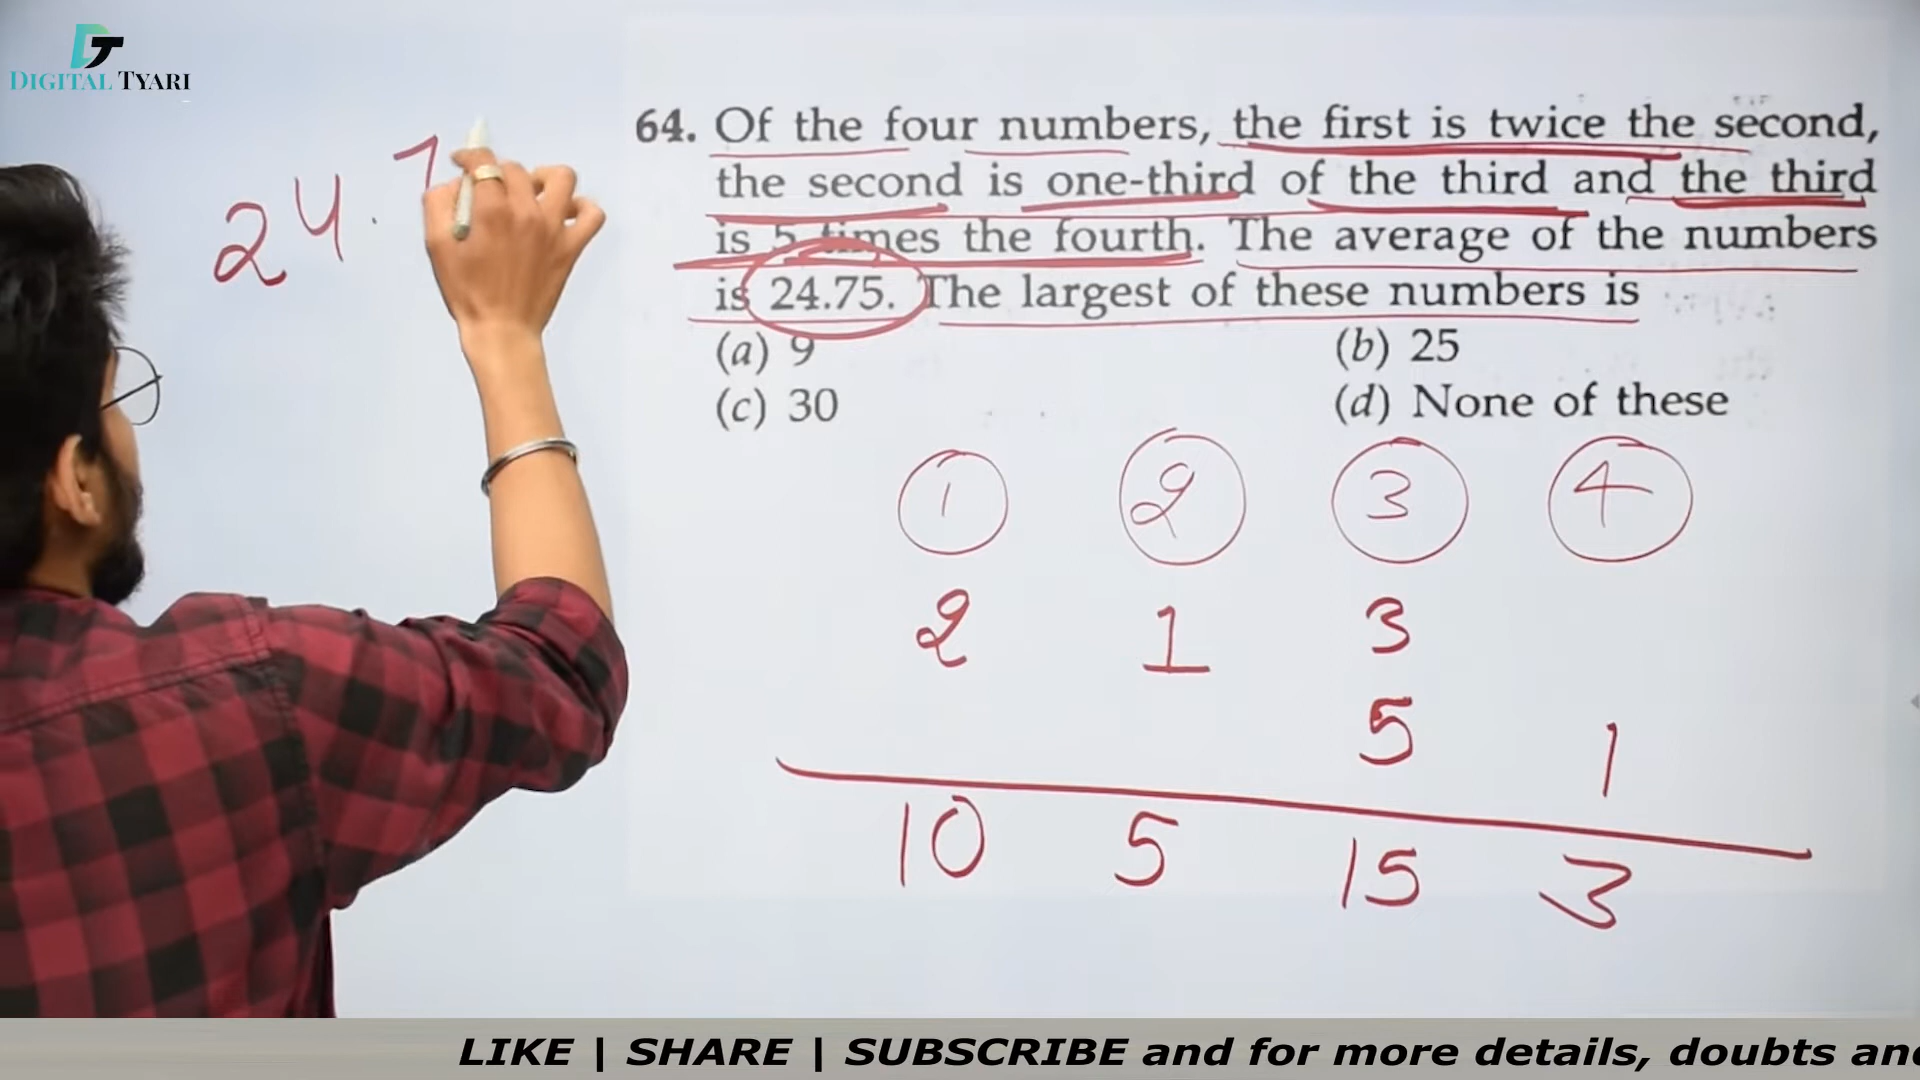 DT
DIGITAL TYARI
64. Of the four numbers, the first is twice the second,
the second is one-third of the third and the third
is 5 times the fourth. The average of the numbers
is 24.75. The largest of these numbers is
(a) 9 (b) 25
(c) 30 (d) None of these
24.7
1 2 3 4
2 1 3
5 1
10 5 15 3
LIKE | SHARE | SUBSCRIBE and for more details, doubts an